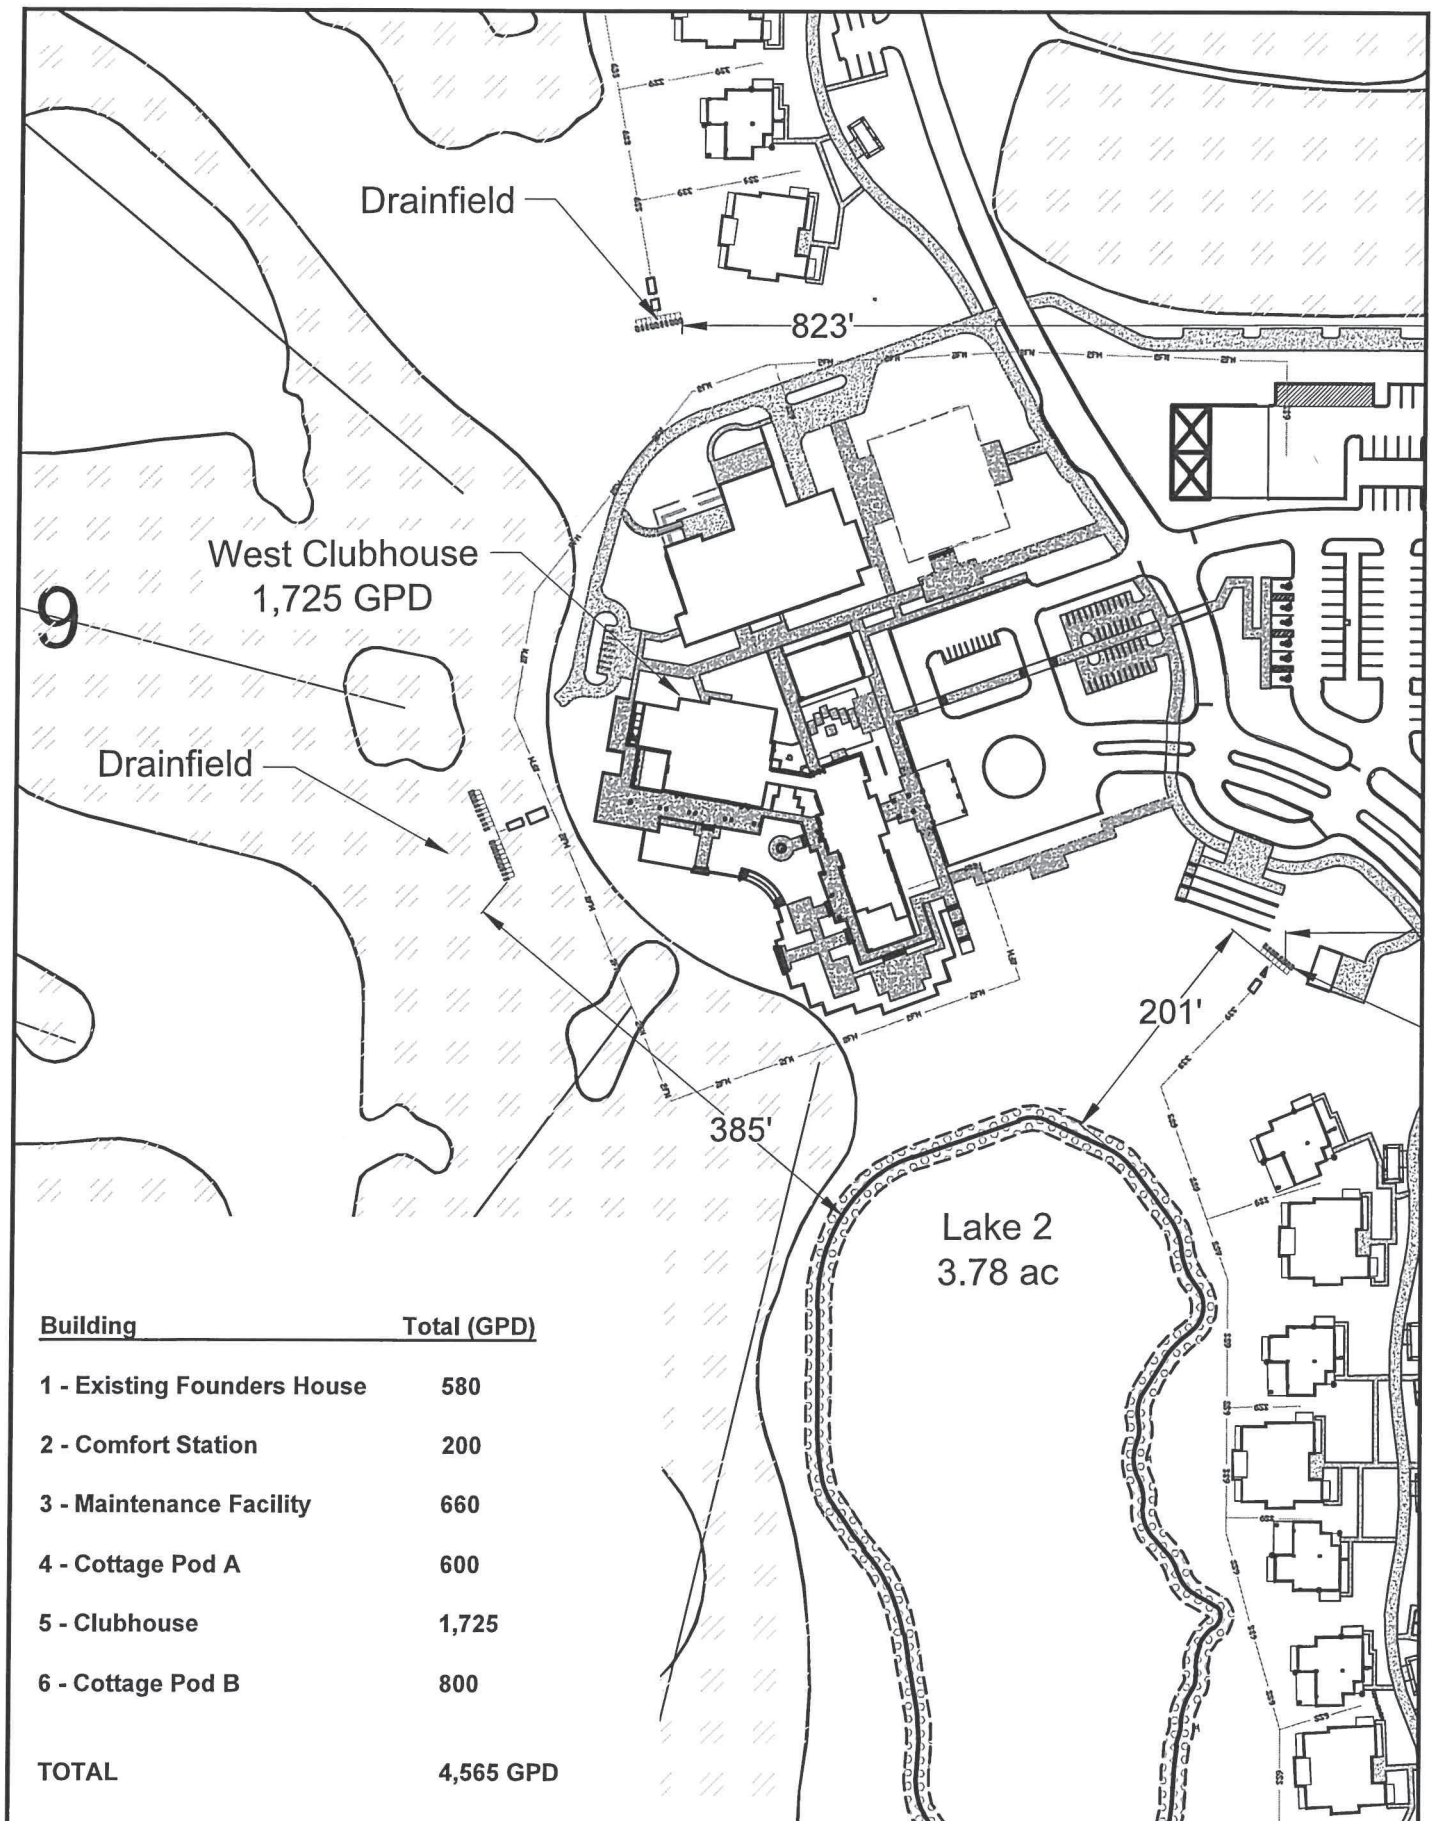 Drainfield
823'
West Clubhouse
1,725 GPD
9
Drainfield
201'
385'
Lake 2
3.78 ac
Building Total (GPD)
1 - Existing Founders House 580
2 - Comfort Station 200
3 - Maintenance Facility 660
4 - Cottage Pod A 600
5 - Clubhouse 1,725
6 - Cottage Pod B 800
TOTAL 4,565 GPD